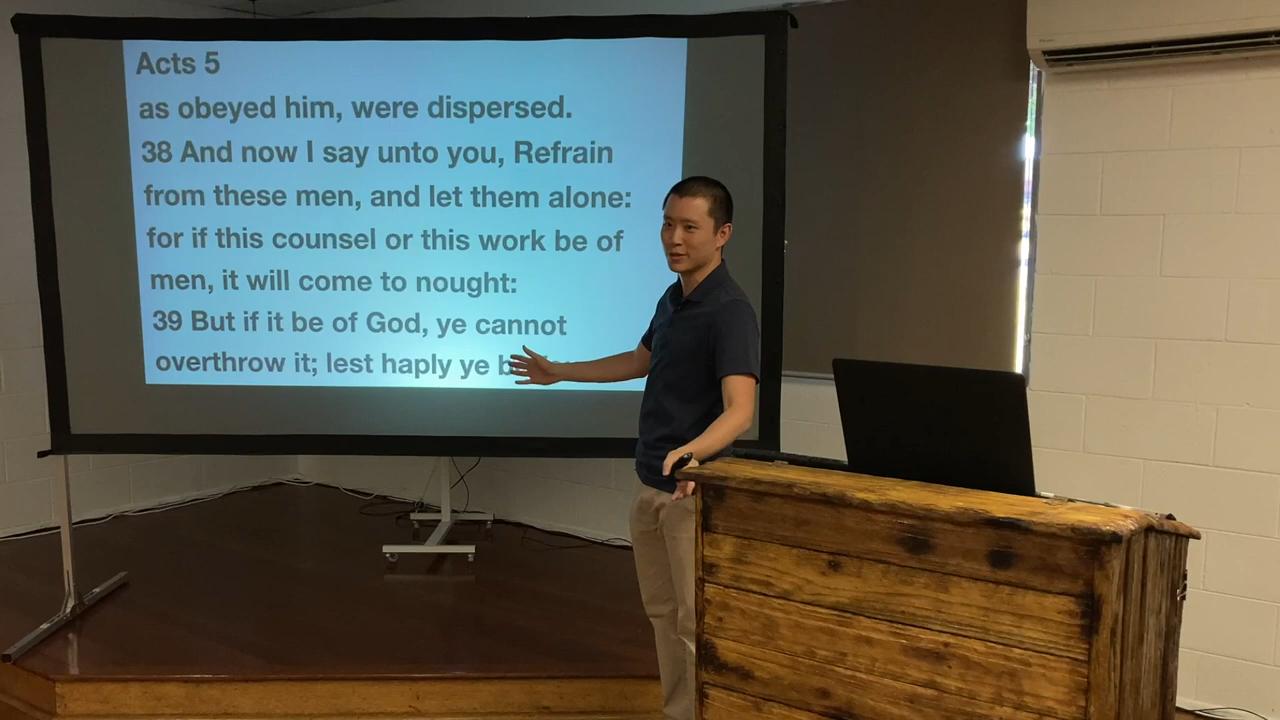 Acts 5
as obeyed him, were dispersed.
38 And now I say unto you, Refrain
from these men, and let them alone:
for if this counsel or this work be of
men, it will come to nought:
39 But if it be of God, ye cannot
overthrow it; lest haply ye